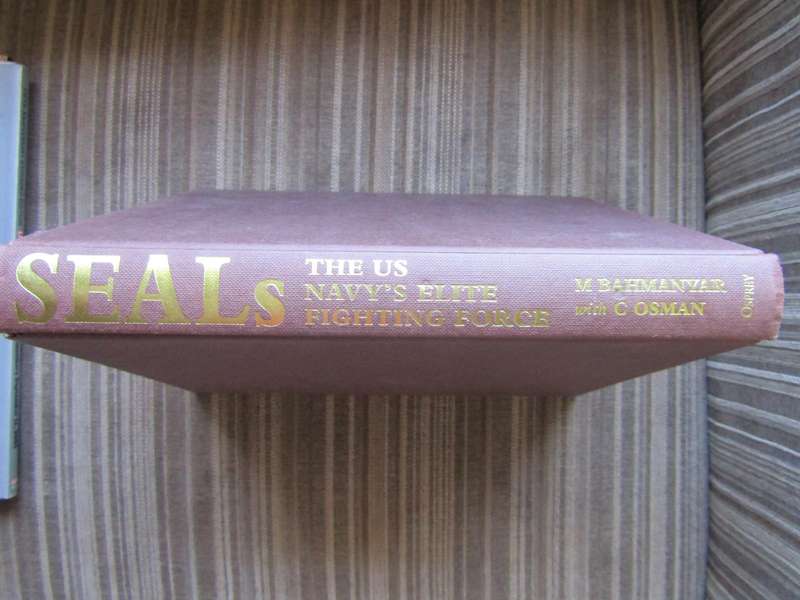 SEALs
THE US
NAVY'S ELITE
FIGHTING FORCE
M BAHMANYAR
with C OSMAN
OSPREY